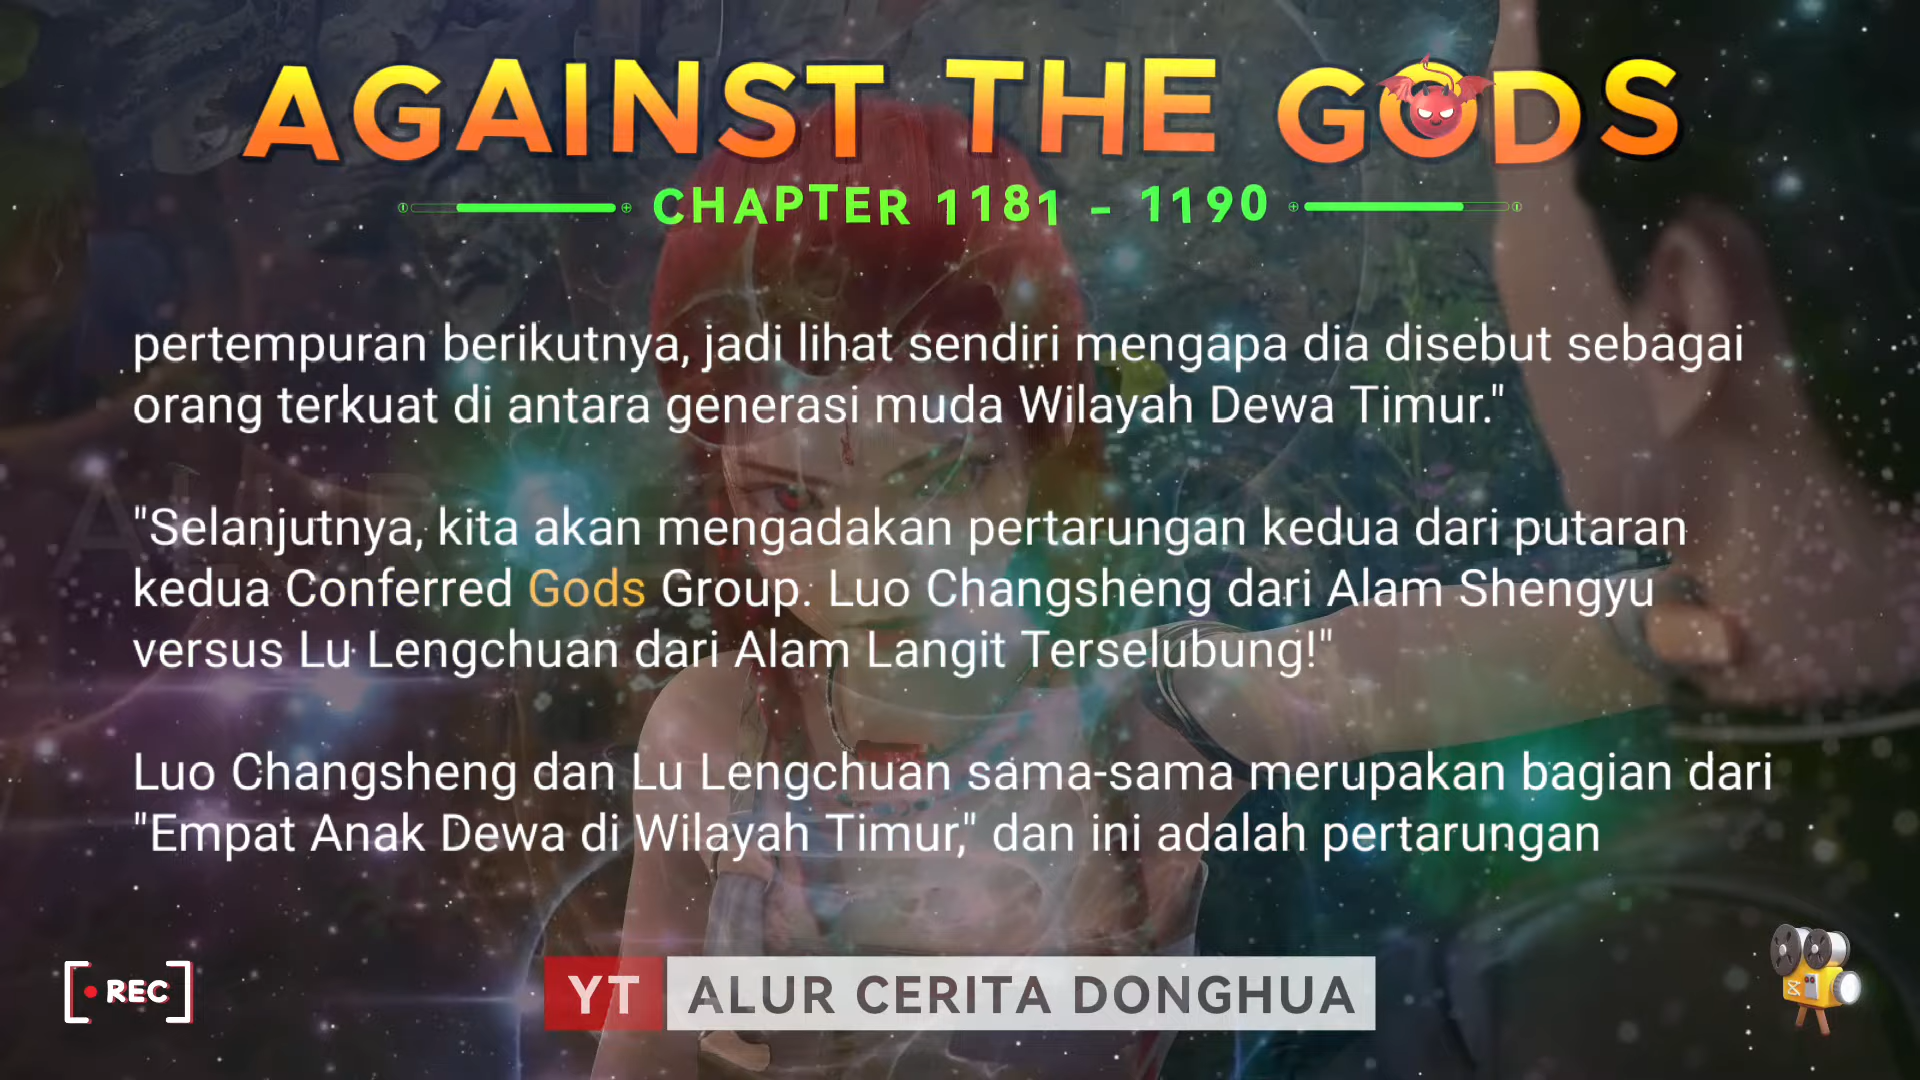 AGAINST THE GODS
CHAPTER 1181 - 1190
pertempuran berikutnya, jadi lihat sendiri mengapa dia disebut sebagai
orang terkuat di antara generasi muda Wilayah Dewa Timur."
"Selanjutnya, kita akan mengadakan pertarungan kedua dari putaran
kedua Conferred Gods Group. Luo Changsheng dari Alam Shengyu
versus Lu Lengchuan dari Alam Langit Terselubung!"
Luo Changsheng dan Lu Lengchuan sama-sama merupakan bagian dari
"Empat Anak Dewa di Wilayah Timur," dan ini adalah pertarungan
REC
YT ALUR CERITA DONGHUA